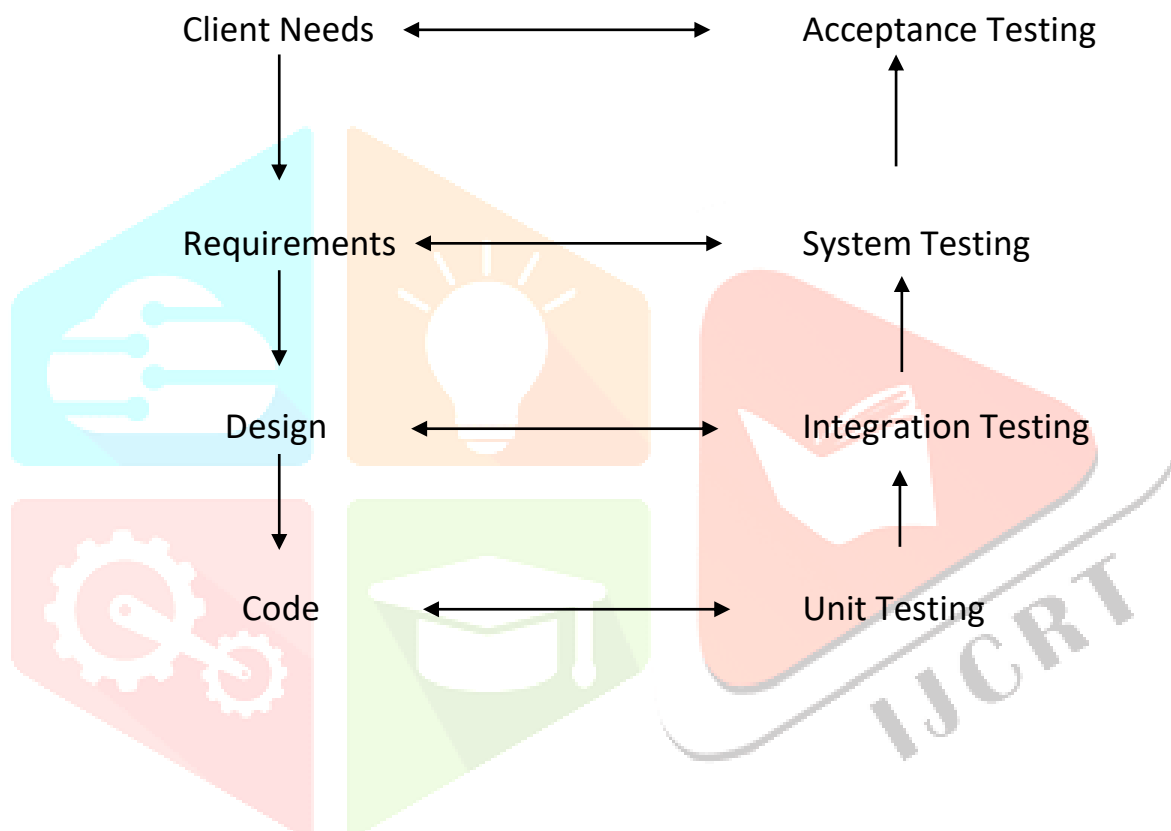 Client Needs Acceptance Testing
Requirements System Testing
Design Integration Testing
Code Unit Testing
IJCRT